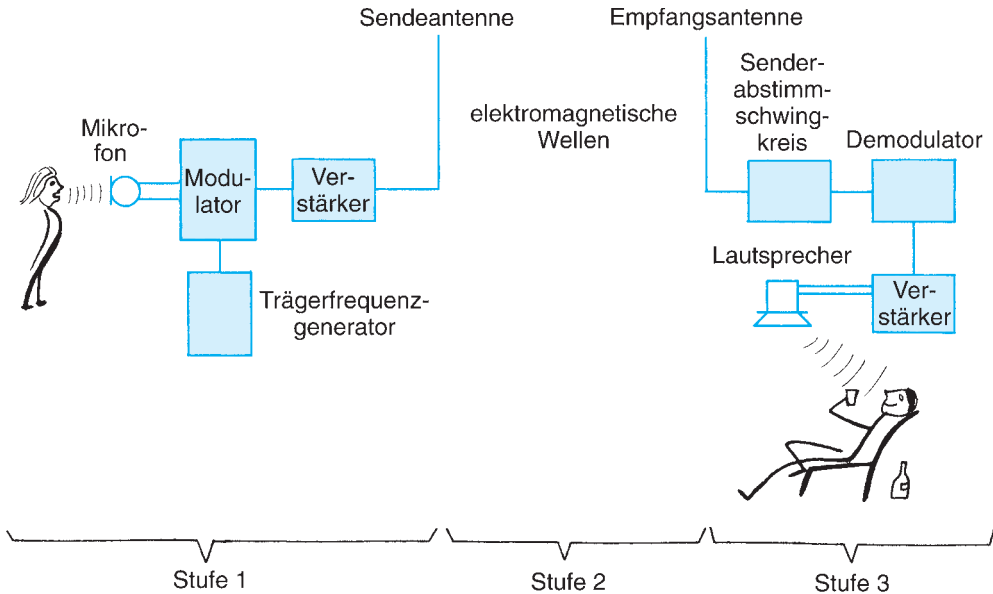 Sendeantenne
Empfangsantenne
Sender-
abstimm-
schwing-
kreis
elektromagnetische
Wellen
Mikro-
fon
Demodulator
Modu-
lator
Ver-
stärker
Lautsprecher
Trägerfrequenz-
generator
Ver-
stärker
Stufe 1
Stufe 2
Stufe 3